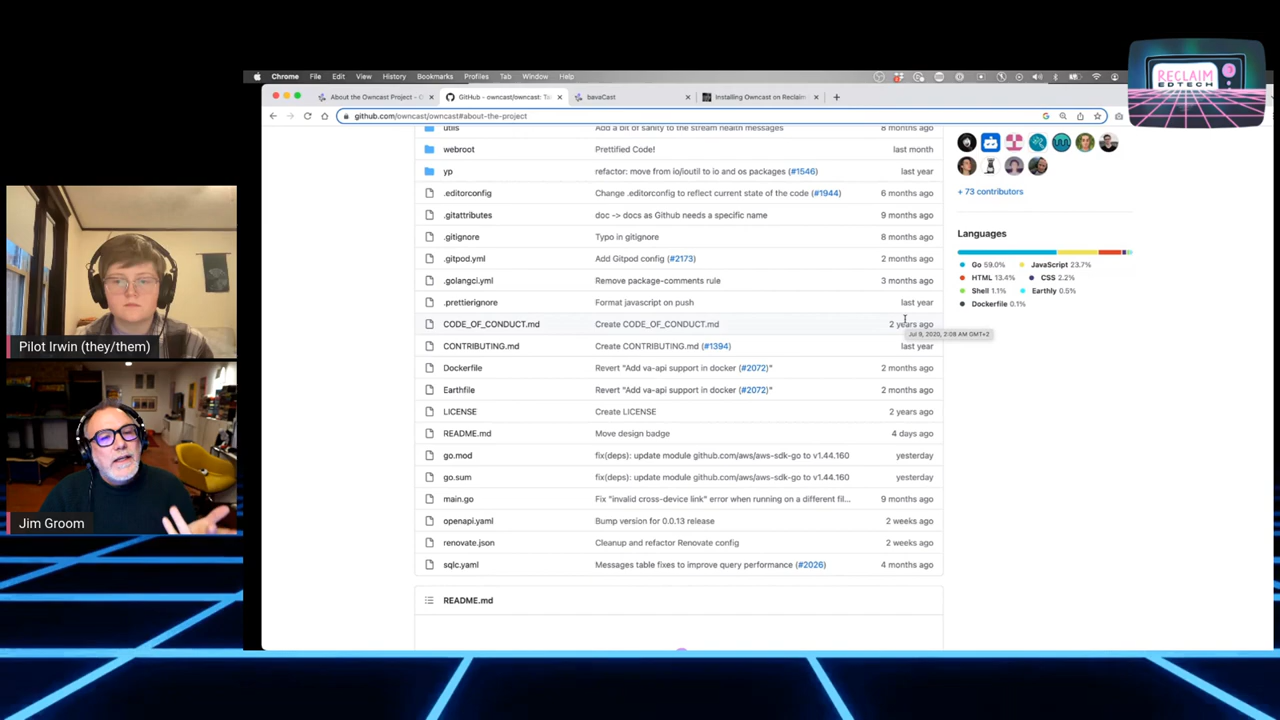 Chrome File Edit View History Bookmarks Profiles Tab Window Help
RECLAIM
EDTECH
About the Owncast Project - O
GitHub - owncast/owncast: Ta
bavaCast
Installing Owncast on Reclaim
github.com/owncast/owncast#about-the-project
utils Add a bit of sanity to the stream health messages 8 months ago
webroot Prettified Code! last month
yp refactor: move from io/ioutil to io and os packages (#1546) last year
.editorconfig Change .editorconfig to reflect current state of the code (#1944) 6 months ago
.gitattributes doc -> docs as Github needs a specific name 9 months ago
.gitignore Typo in gitignore 8 months ago
.gitpod.yml Add Gitpod config (#2173) 2 months ago
.golangci.yml Remove package-comments rule 3 months ago
.prettierignore Format javascript on push last year
CODE_OF_CONDUCT.md Create CODE_OF_CONDUCT.md 2 years ago
Jul 9, 2020, 2:08 AM GMT+2
CONTRIBUTING.md Create CONTRIBUTING.md (#1394) last year
Dockerfile Revert "Add va-api support in docker (#2072)" 2 months ago
Earthfile Revert "Add va-api support in docker (#2072)" 2 months ago
LICENSE Create LICENSE 2 years ago
README.md Move design badge 4 days ago
go.mod fix(deps): update module github.com/aws/aws-sdk-go to v1.44.160 yesterday
go.sum fix(deps): update module github.com/aws/aws-sdk-go to v1.44.160 yesterday
main.go Fix "invalid cross-device link" error when running on a different fil... 9 months ago
openapi.yaml Bump version for 0.0.13 release 2 weeks ago
renovate.json Cleanup and refactor Renovate config 2 weeks ago
sqlc.yaml Messages table fixes to improve query performance (#2026) 4 months ago
README.md
+ 73 contributors
Languages
Go 59.0% JavaScript 23.7%
HTML 13.4% CSS 2.2%
Shell 1.1% Earthly 0.5%
Dockerfile 0.1%
Pilot Irwin (they/them)
Jim Groom